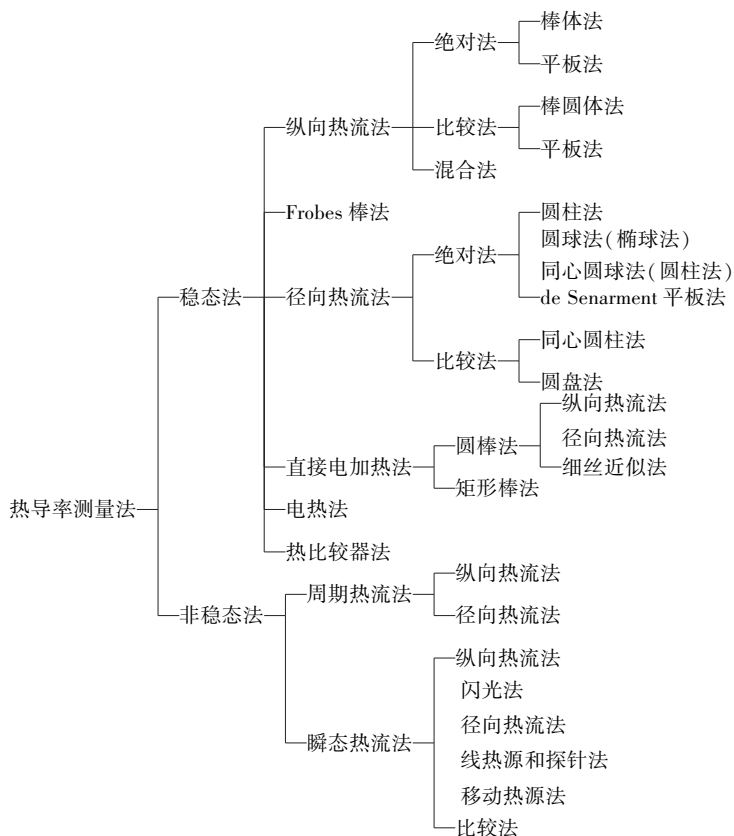 棒体法
绝对法
平板法
棒圆体法
纵向热流法
比较法
平板法
混合法
Frobes 棒法
圆柱法
圆球法(椭球法)
绝对法
同心圆球法(圆柱法)
稳态法
径向热流法
de Senarment 平板法
同心圆柱法
比较法
圆盘法
纵向热流法
圆棒法
径向热流法
直接电加热法
细丝近似法
矩形棒法
热导率测量法
电热法
热比较器法
纵向热流法
周期热流法
非稳态法
径向热流法
纵向热流法
闪光法
径向热流法
瞬态热流法
线热源和探针法
移动热源法
比较法